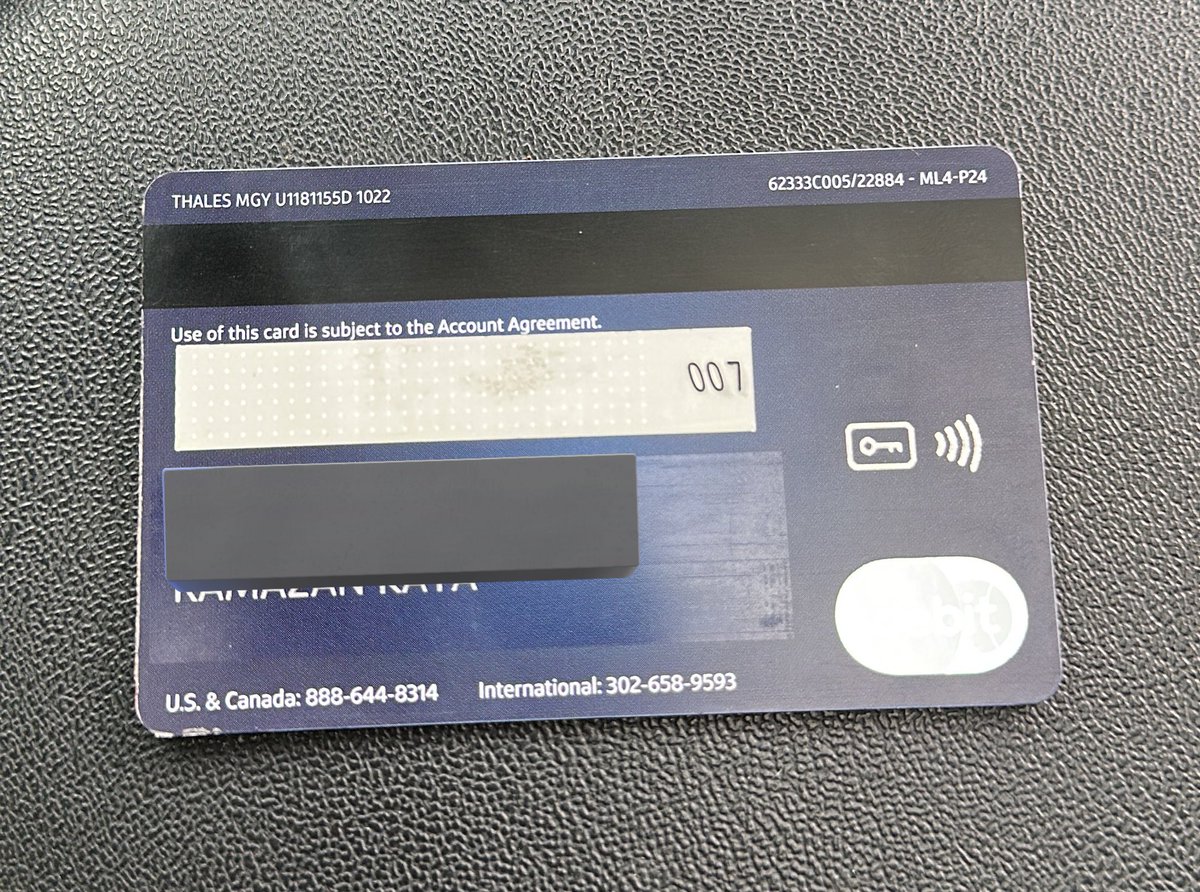 THALES MGY U1181155D 1022
62333C005/22884 - ML4-P24
Use of this card is subject to the Account Agreement.
007
U.S. & Canada: 888-644-8314
International: 302-658-9593